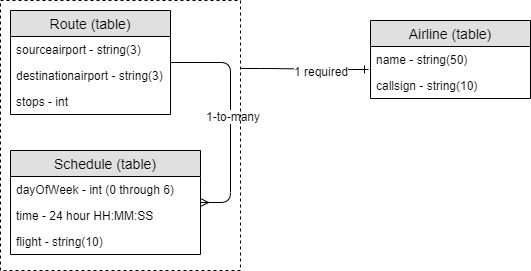 Route (table)
sourceairport - string(3)
destinationairport - string(3)
stops - int
Airline (table)
name - string(50)
callsign - string(10)
1 required
1-to-many
Schedule (table)
dayOfWeek - int (0 through 6)
time - 24 hour HH:MM:SS
flight - string(10)